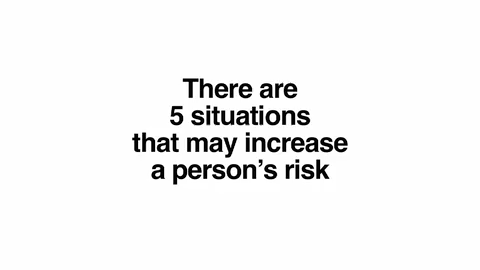 There are
5 situations
that may increase
a person’s risk